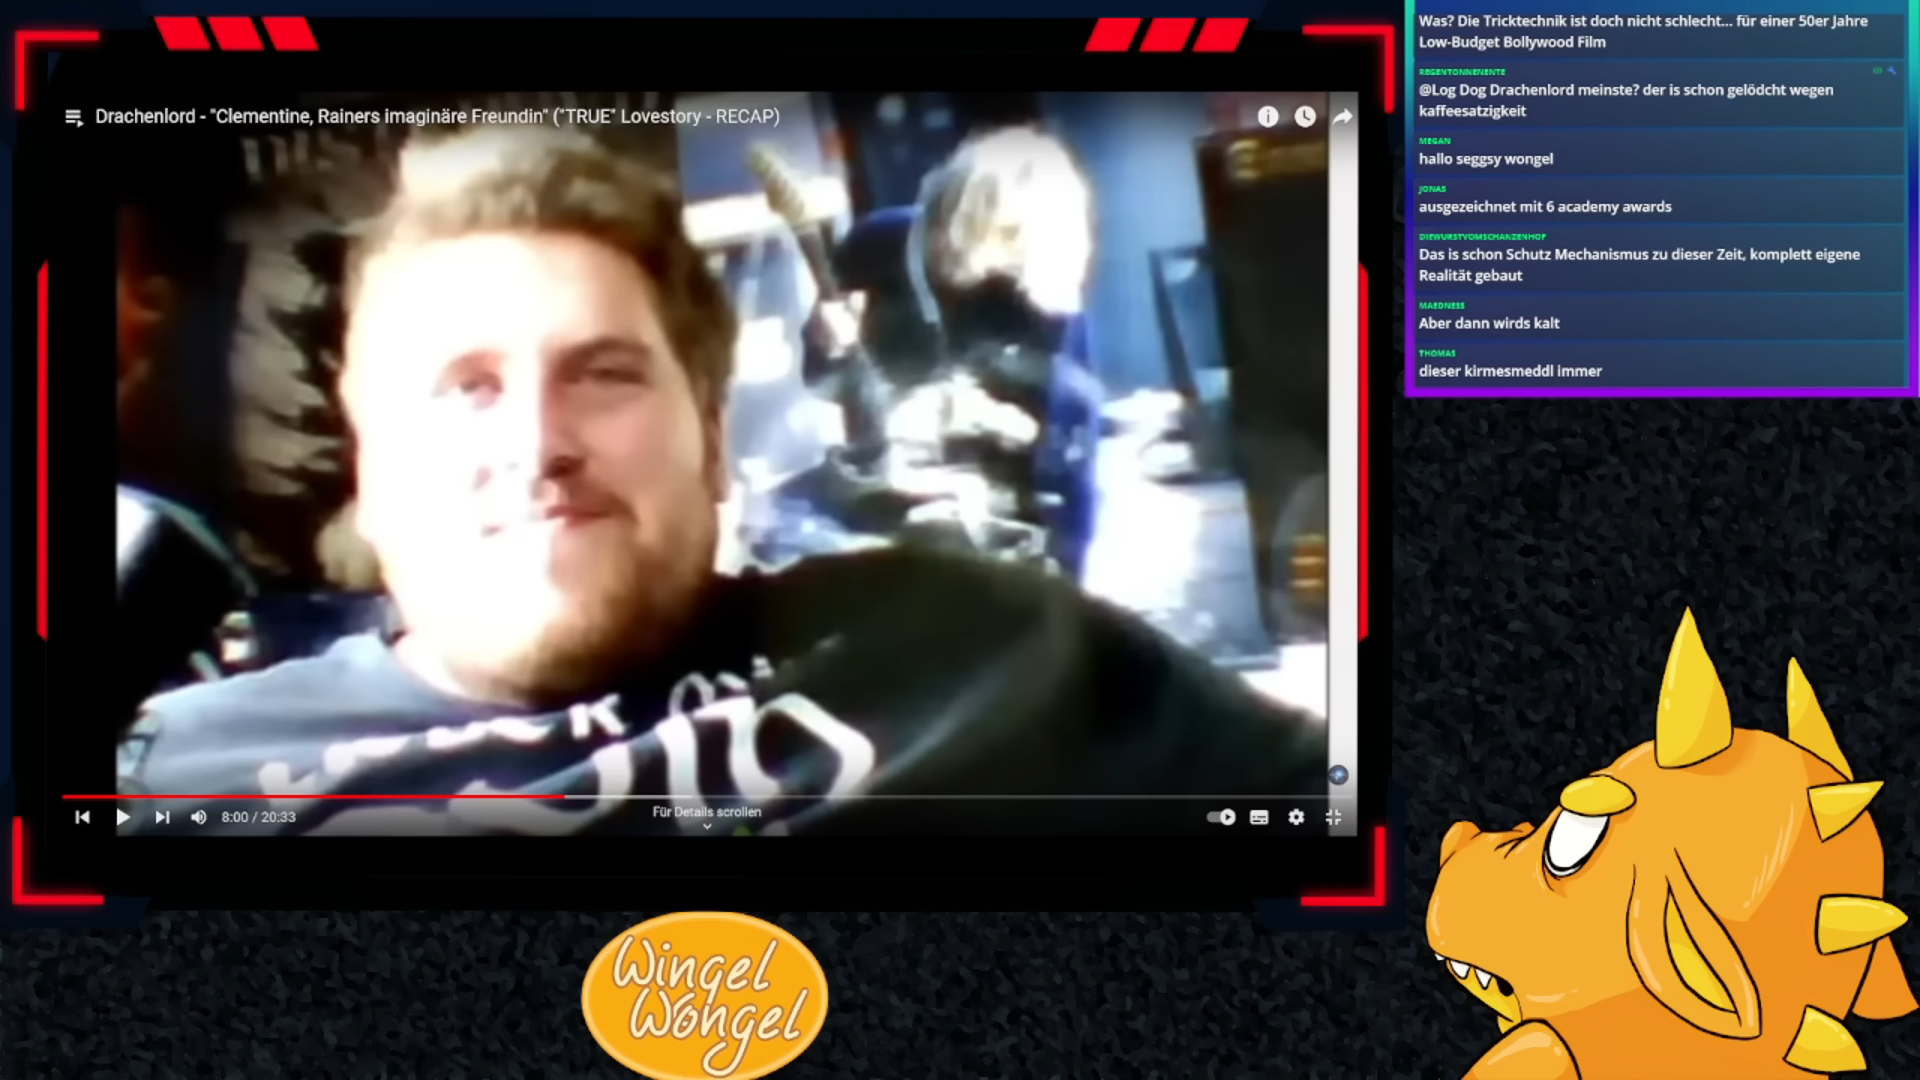 Drachenlord - "Clementine, Rainers imaginäre Freundin" ("TRUE" Lovestory - RECAP)
8:00 / 20:33
Für Details scrollen
Wingel
Wongel
Was? Die Tricktechnik ist doch nicht schlecht... für einer 50er Jahre
Low-Budget Bollywood Film
REGENTONNENENTE
@Log Dog Drachenlord meinste? der is schon gelödcht wegen
kaffeesatzigkeit
MEGAN
hallo seggsy wongel
JONAS
ausgezeichnet mit 6 academy awards
DIEWURSTVOMSCHANZENHOF
Das is schon Schutz Mechanismus zu dieser Zeit, komplett eigene
Realität gebaut
MAEDNESS
Aber dann wirds kalt
THOMAS
dieser kirmesmeddl immer